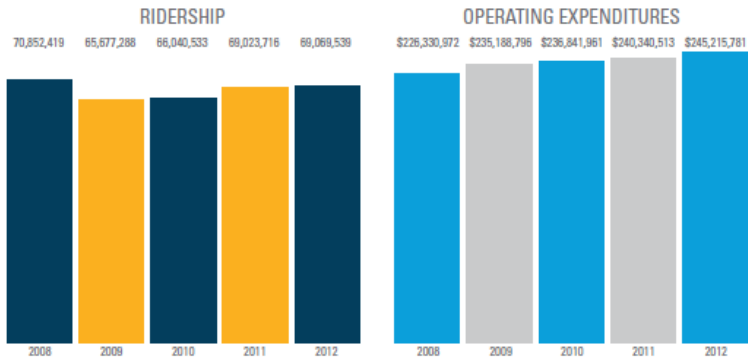 RIDERSHIP
70,852,419 65,677,288 66,040,533 69,023,716 69,069,539
2008 2009 2010 2011 2012
OPERATING EXPENDITURES
$226,330,972 $235,188,796 $236,841,961 $240,340,513 $245,215,781
2008 2009 2010 2011 2012